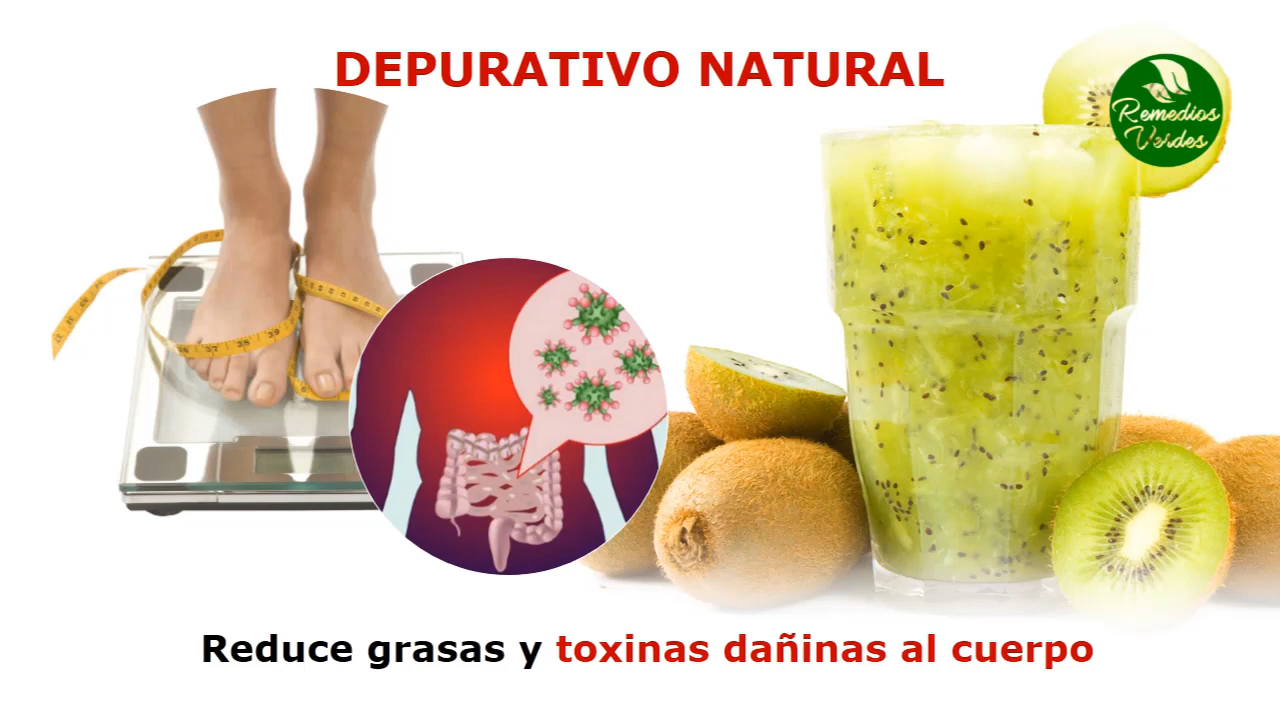 DEPURATIVO NATURAL
Remedios
Verdes
Reduce grasas y toxinas dañinas al cuerpo